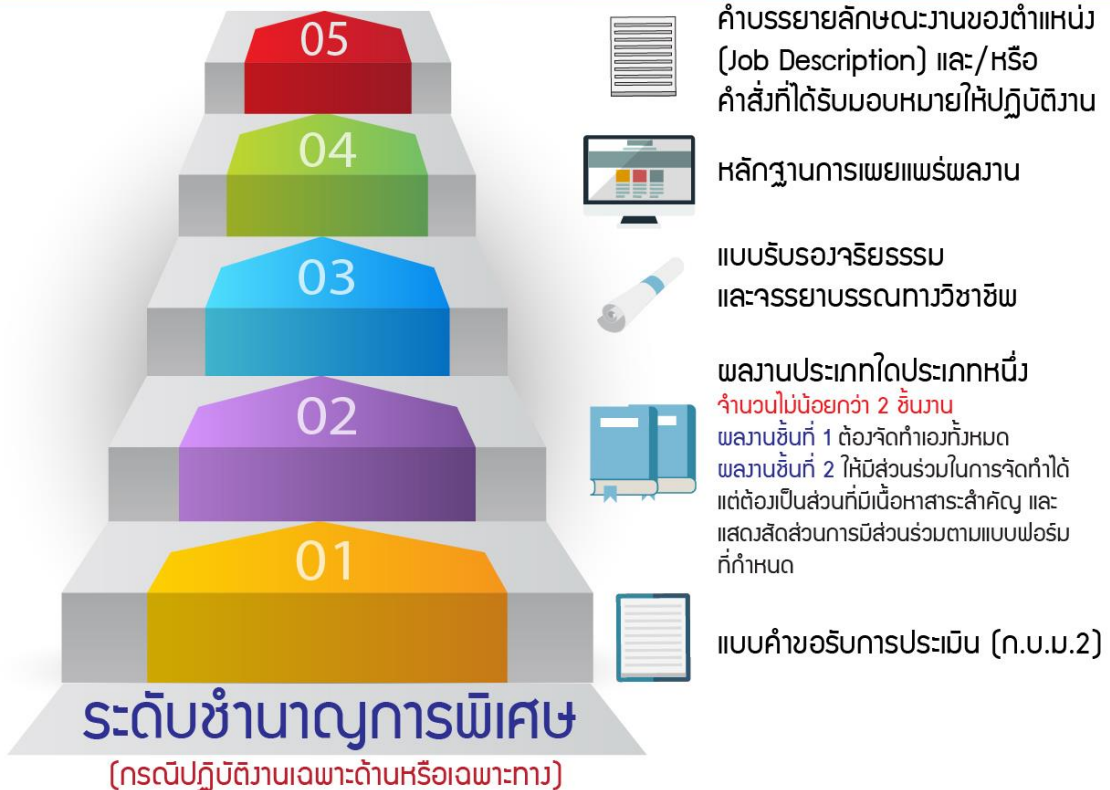 05
คำบรรยายลักษณะงานของตำแหน่ง
(Job Description) และ/หรือ
คำสั่งที่ได้รับมอบหมายให้ปฏิบัติงาน
04
หลักฐานการเผยแพร่ผลงาน
03
แบบรับรองจริยธรรม
และจรรยาบรรณทางวิชาชีพ
02
ผลงานประเภทใดประเภทหนึ่ง
จำนวนไม่น้อยกว่า 2 ชิ้นงาน
ผลงานชิ้นที่ 1 ต้องจัดทำเองทั้งหมด
ผลงานชิ้นที่ 2 ให้มีส่วนร่วมในการจัดทำได้
แต่ต้องเป็นส่วนที่มีเนื้อหาสาระสำคัญ และ
แสดงสัดส่วนการมีส่วนร่วมตามแบบฟอร์ม
ที่กำหนด
01
แบบคำขอรับการประเมิน (ก.บ.ม.2)
ระดับชำนาญการพิเศษ
(กรณีปฏิบัติงานเฉพาะด้านหรือเฉพาะทาง)